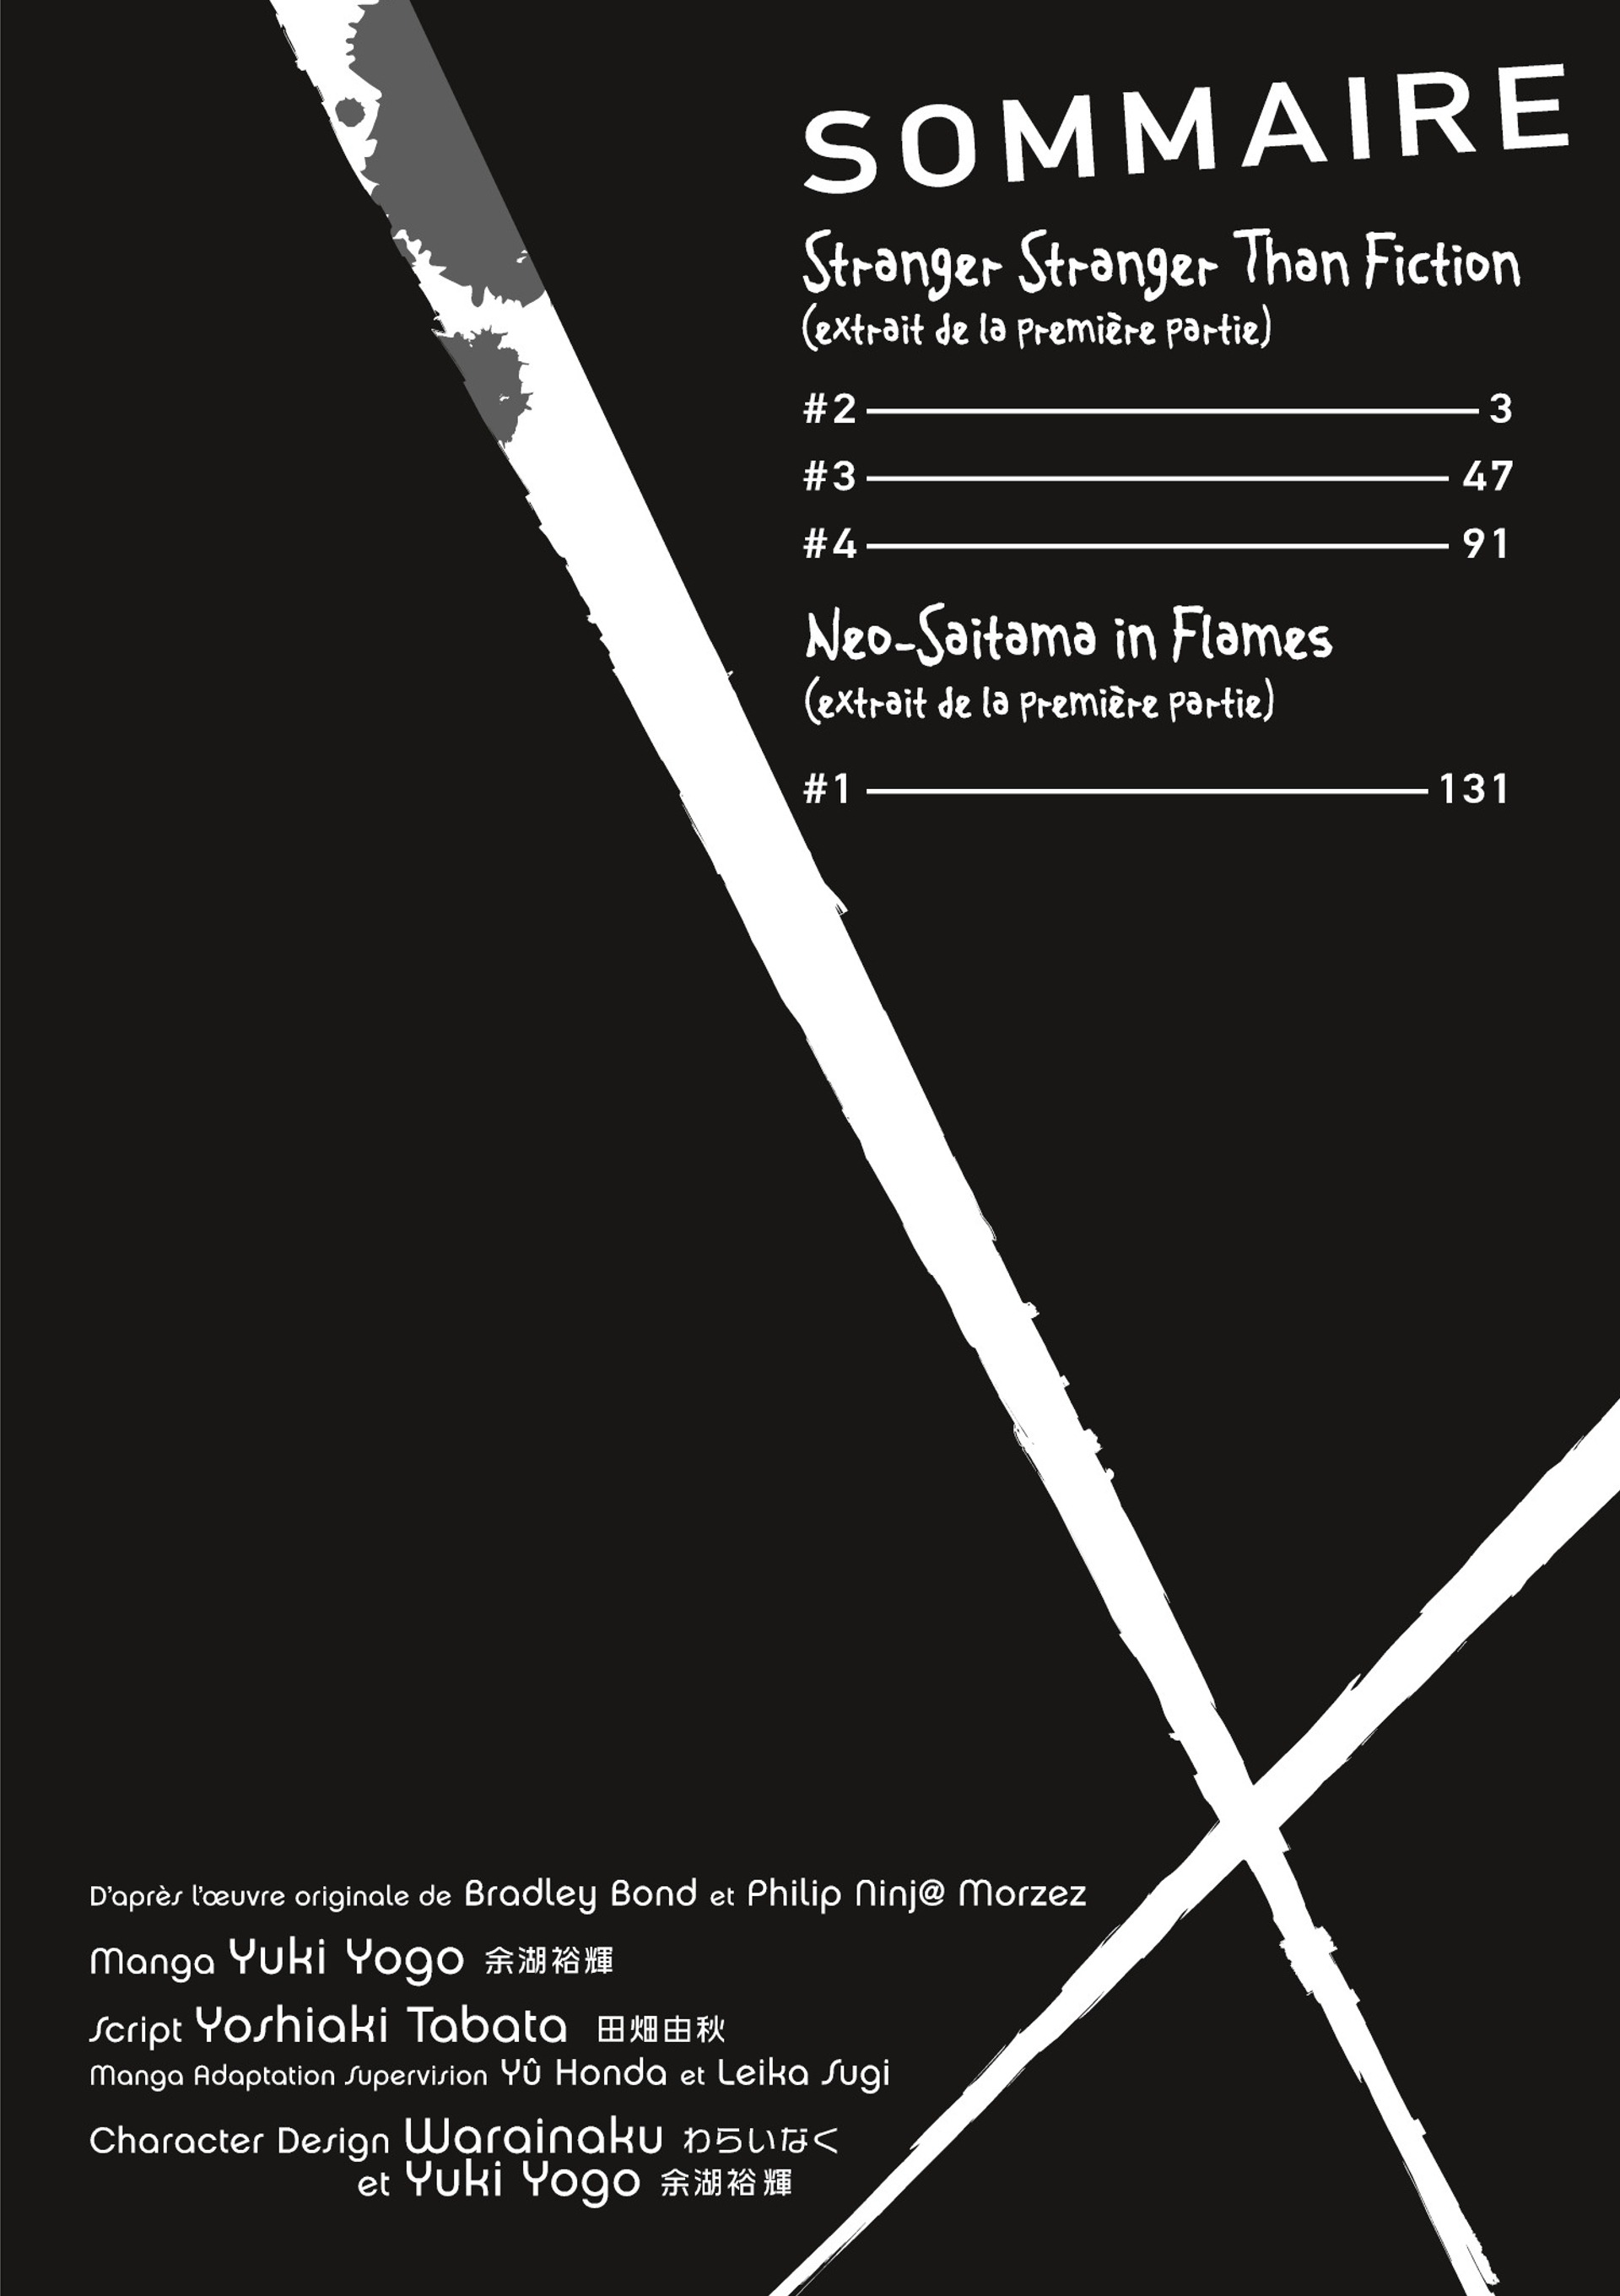 SOMMAIRE
Stranger Stranger Than Fiction
(extrait de la première partie)
#2 3
#3 47
#4 91
Neo-Saitama in Flames
(extrait de la première partie)
#1 131
D'après l'œuvre originale de Bradley Bond et Philip Ninj@ Morzez
Manga Yuki Yogo 余湖裕輝
Script Yoshiaki Tabata 田畑由秋
Manga Adaptation Supervision Yû Honda et Leika Sugi
Character Design Warainaku わらいなく
et Yuki Yogo 余湖裕輝